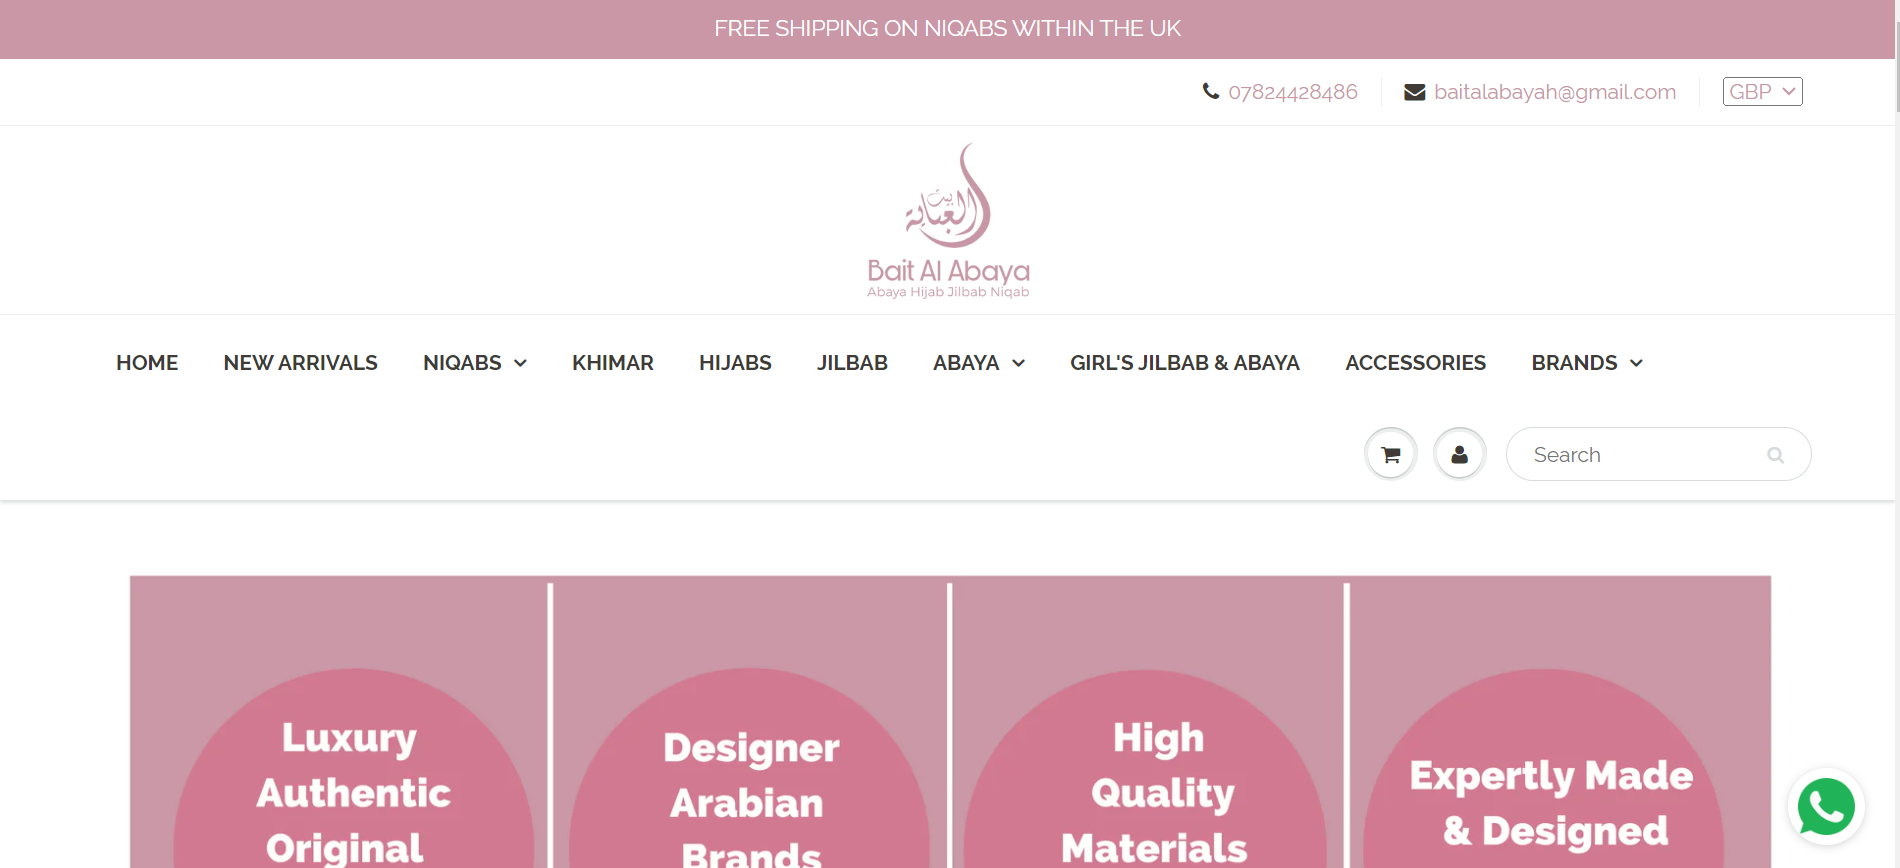 FREE SHIPPING ON NIQABS WITHIN THE UK
07824428486
baitalabayah@gmail.com
GBP
بيت
العباية
Bait Al Abaya
Abaya Hijab Jilbab Niqab
HOME
NEW ARRIVALS
NIQABS
KHIMAR
HIJABS
JILBAB
ABAYA
GIRL'S JILBAB & ABAYA
ACCESSORIES
BRANDS
Search
Luxury
Authentic
Original
Designer
Arabian
Brands
High
Quality
Materials
Expertly Made
& Designed